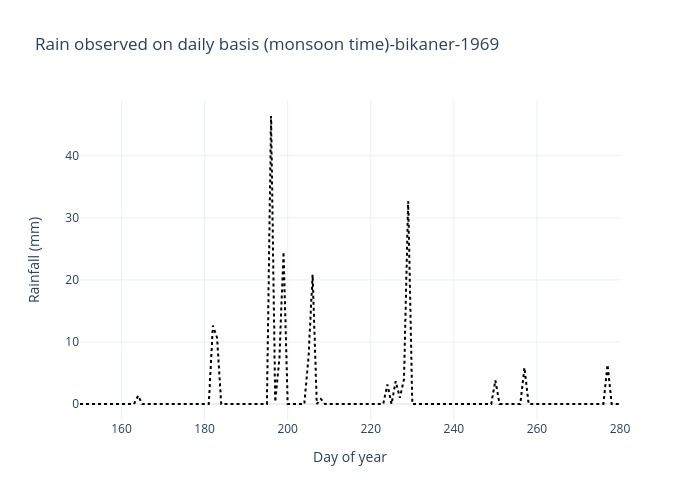 Rain observed on daily basis (monsoon time)-bikaner-1969
Rainfall (mm)
40
30
20
10
0
160 180 200 220 240 260 280
Day of year